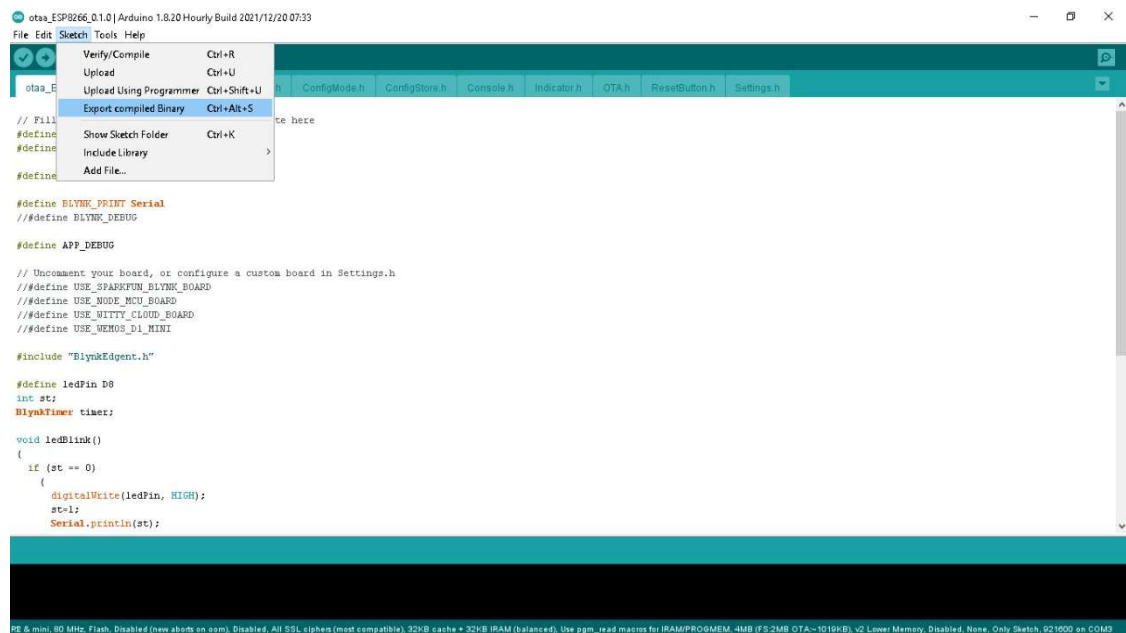 otaa_ESP8266_0.1.0 | Arduino 1.8.20 Hourly Build 2021/12/20 07:33
File Edit Sketch Tools Help
Verify/Compile Ctrl+R
Upload Ctrl+U
Upload Using Programmer Ctrl+Shift+U
Export compiled Binary Ctrl+Alt+S
Show Sketch Folder Ctrl+K
Include Library >
Add File...
otaa_E h ConfigMode.h ConfigStore.h Console.h Indicator.h OTA.h ResetButton.h Settings.h
// Fill te here
#define
#define
#define
#define BLYNK_PRINT Serial
//#define BLYNK_DEBUG
#define APP_DEBUG
// Uncomment your board, or configure a custom board in Settings.h
//#define USE_SPARKFUN_BLYNK_BOARD
//#define USE_NODE_MCU_BOARD
//#define USE_WITTY_CLOUD_BOARD
//#define USE_WEMOS_D1_MINI
#include "BlynkEdgent.h"
#define ledPin D8
int st;
BlynkTimer timer;
void ledBlink()
{
if (st == 0)
{
digitalWrite(ledPin, HIGH);
st=1;
Serial.println(st);
RE & mini, 80 MHz, Flash, Disabled (new aborts on oom), Disabled, All SSL ciphers (most compatible), 32KB cache + 32KB IRAM (balanced), Use pgm_read macros for IRAM/PROGMEM, 4MB (FS:2MB OTA:~1019KB), v2 Lower Memory, Disabled, None, Only Sketch, 921600 on COM3